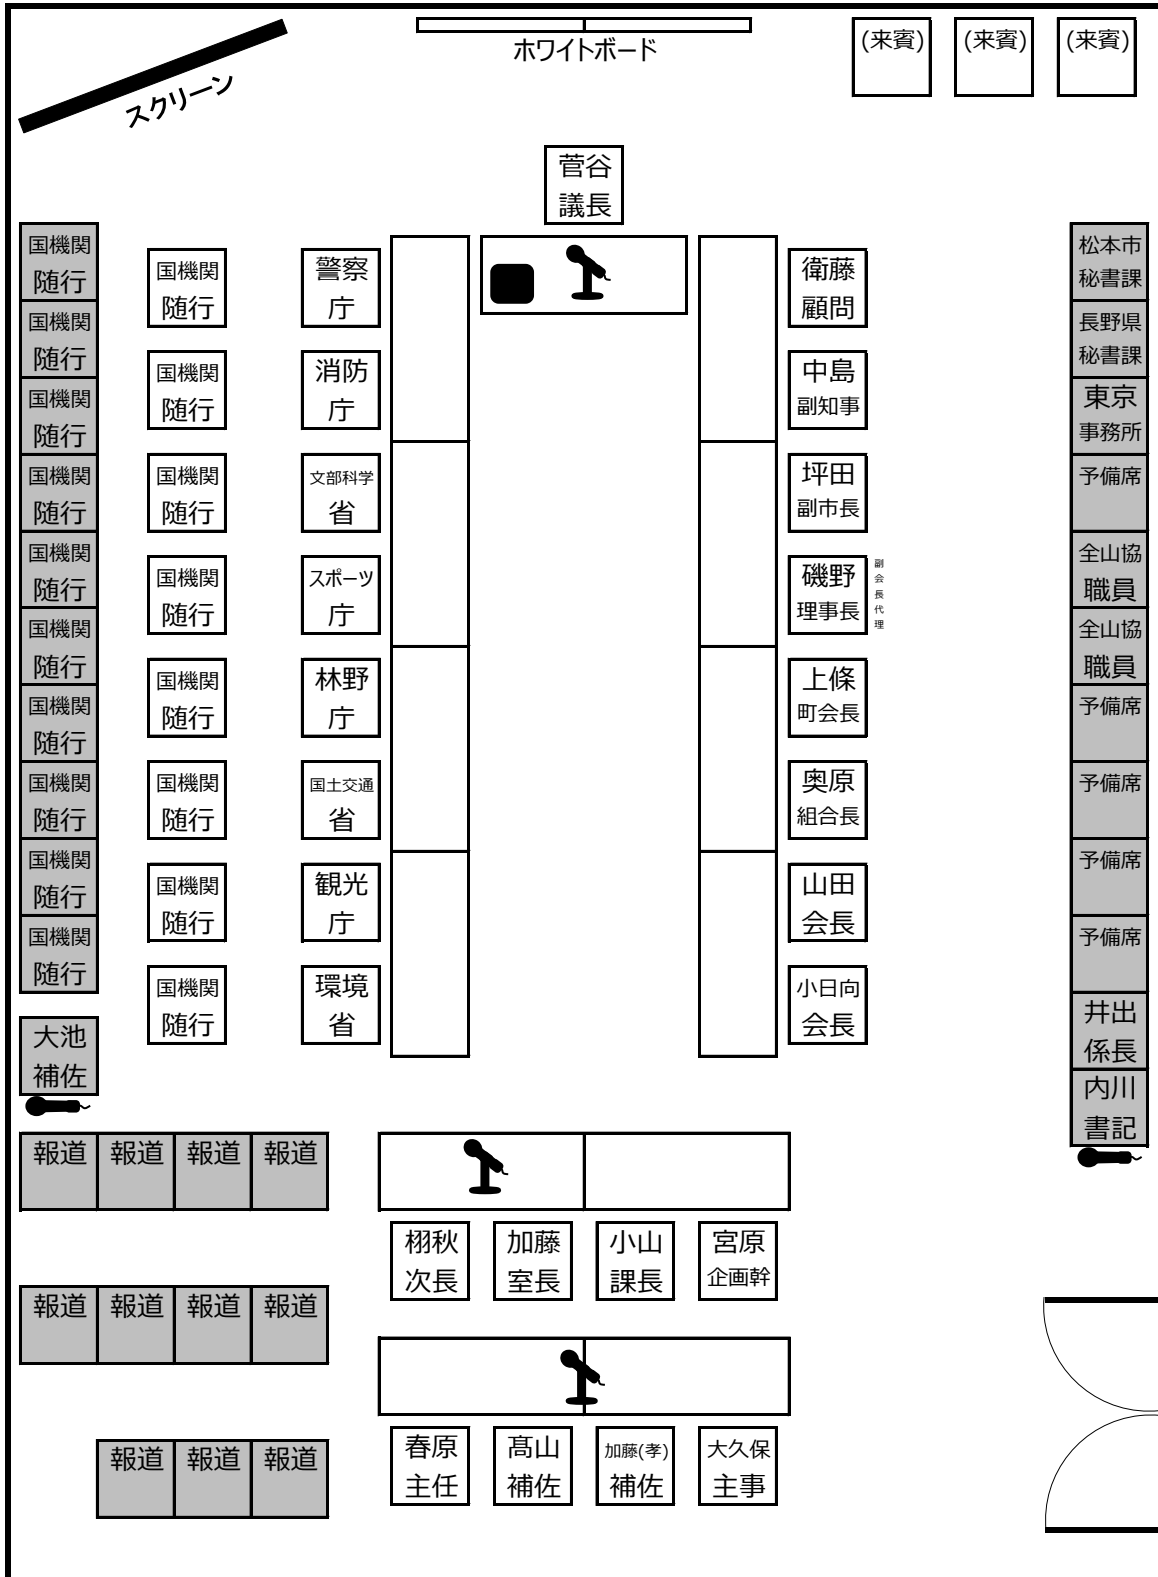 スクリーン
ホワイトボード
(来賓)
(来賓)
(来賓)
菅谷
議長
国機関
随行
国機関
随行
国機関
随行
国機関
随行
国機関
随行
国機関
随行
国機関
随行
国機関
随行
国機関
随行
国機関
随行
大池
補佐
国機関
随行
国機関
随行
国機関
随行
国機関
随行
国機関
随行
国機関
随行
国機関
随行
国機関
随行
警察
庁
消防
庁
文部科学
省
スポーツ
庁
林野
庁
国土交通
省
観光
庁
環境
省
衛藤
顧問
中島
副知事
坪田
副市長
磯野
理事長
副会長代理
上條
町会長
奥原
組合長
山田
会長
小日向
会長
松本市
秘書課
長野県
秘書課
東京
事務所
予備席
全山協
職員
全山協
職員
予備席
予備席
予備席
予備席
井出
係長
内川
書記
報道
報道
報道
報道
報道
報道
報道
報道
報道
報道
報道
栩秋
次長
加藤
室長
小山
課長
宮原
企画幹
春原
主任
髙山
補佐
加藤(孝)
補佐
大久保
主事